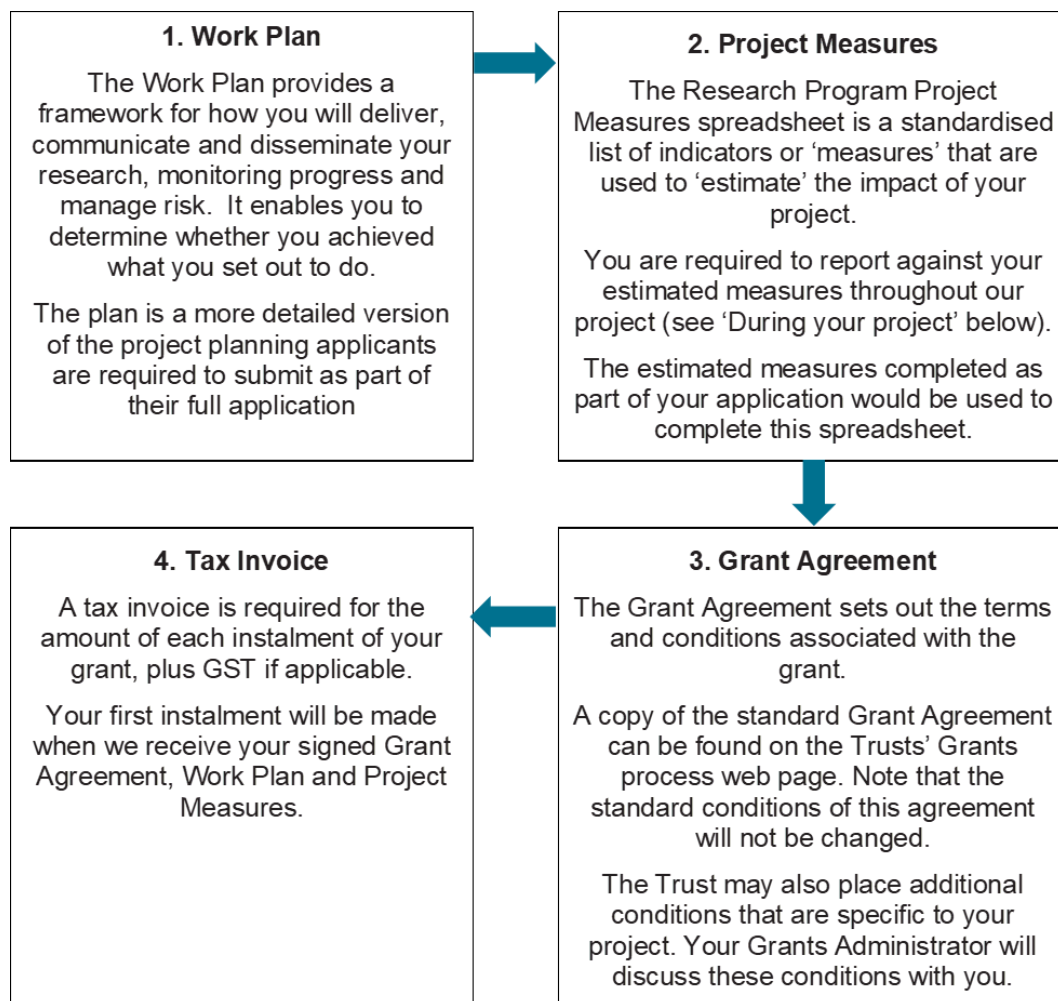 1. Work Plan
The Work Plan provides a
framework for how you will deliver,
communicate and disseminate your
research, monitoring progress and
manage risk.  It enables you to
determine whether you achieved
what you set out to do.
The plan is a more detailed version
of the project planning applicants
are required to submit as part of
their full application
2. Project Measures
The Research Program Project
Measures spreadsheet is a standardised
list of indicators or ‘measures’ that are
used to ‘estimate’ the impact of your
project.
You are required to report against your
estimated measures throughout our
project (see ‘During your project’ below).
The estimated measures completed as
part of your application would be used to
complete this spreadsheet.
3. Grant Agreement
The Grant Agreement sets out the terms
and conditions associated with the
grant.
A copy of the standard Grant Agreement
can be found on the Trusts’ Grants
process web page. Note that the
standard conditions of this agreement
will not be changed.
The Trust may also place additional
conditions that are specific to your
project. Your Grants Administrator will
discuss these conditions with you.
4. Tax Invoice
A tax invoice is required for the
amount of each instalment of your
grant, plus GST if applicable.
Your first instalment will be made
when we receive your signed Grant
Agreement, Work Plan and Project
Measures.